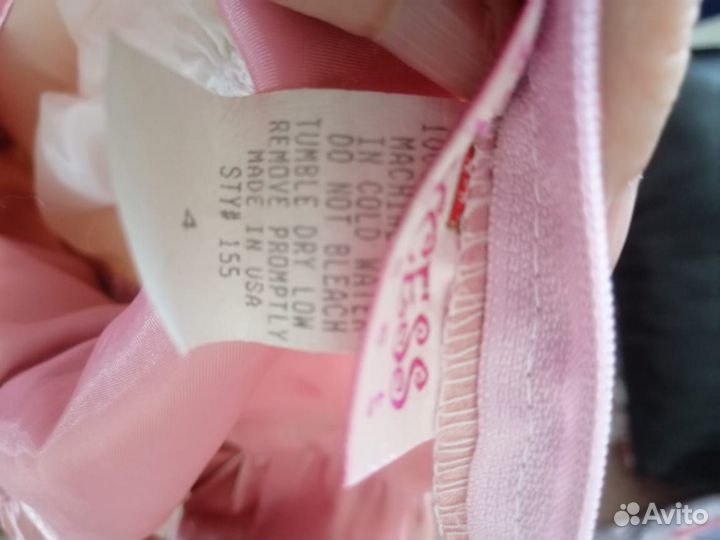 MACHINE
IN COLD WATER
DO NOT BLEACH
TUMBLE DRY LOW
REMOVE PROMPTLY
MADE IN USA
STY# 155
4
Avito